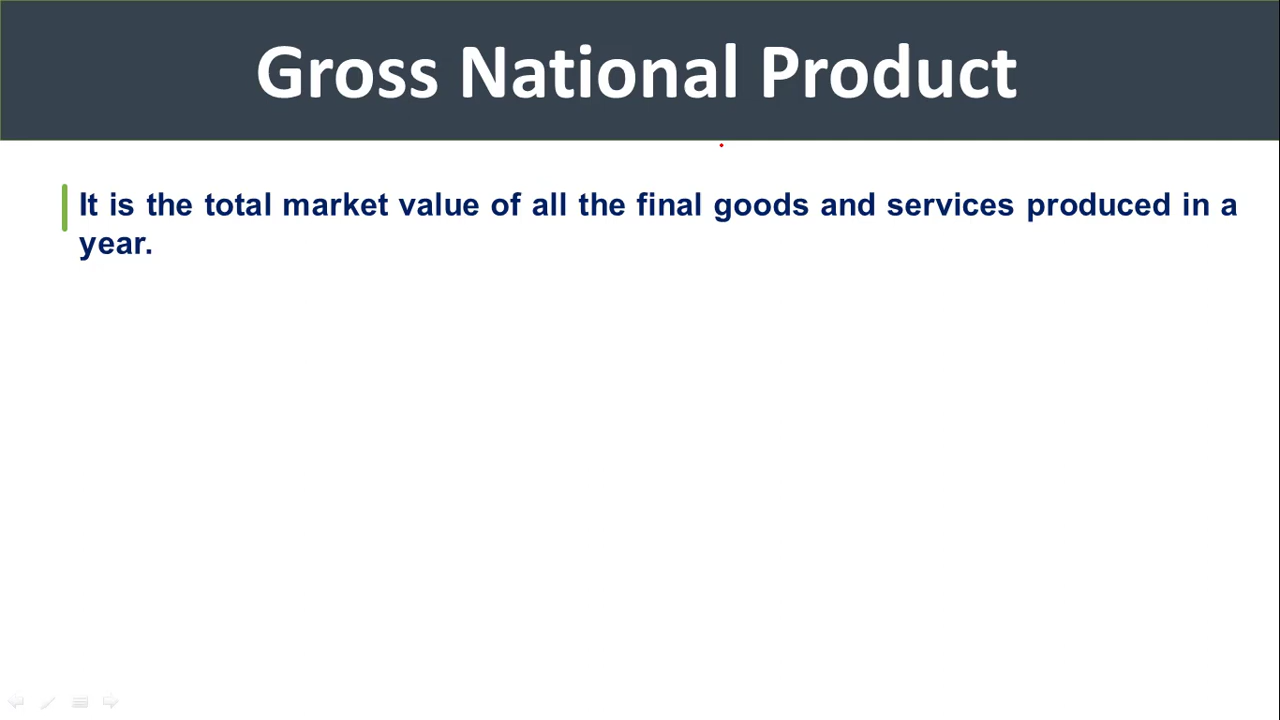 Gross National Product
It is the total market value of all the final goods and services produced in a
year.